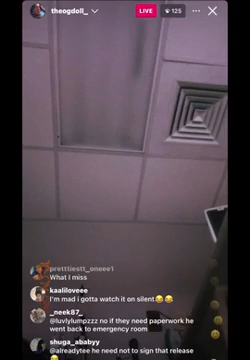 theogdoll_
LIVE
125
pretttiestt_oneee1
What I miss
kaaliloveee
I'm mad i gotta watch it on silent😂😂
_neek87_
@luvlylumpzzz no if they need paperwork he
went back to emergency room
shuga_ababyy
@alreadytee he need not to sign that release